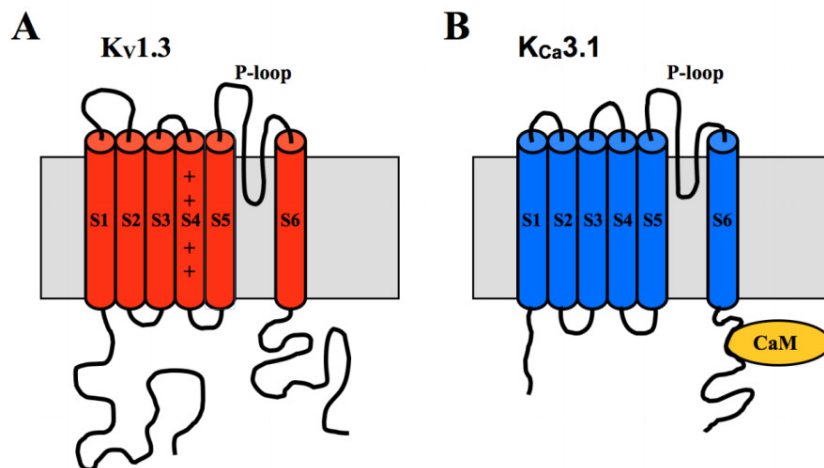 A
Kv1.3
P-loop
S1 S2 S3 S4 S5 S6
+
+
+
+
B
KCa3.1
P-loop
S1 S2 S3 S4 S5 S6
CaM